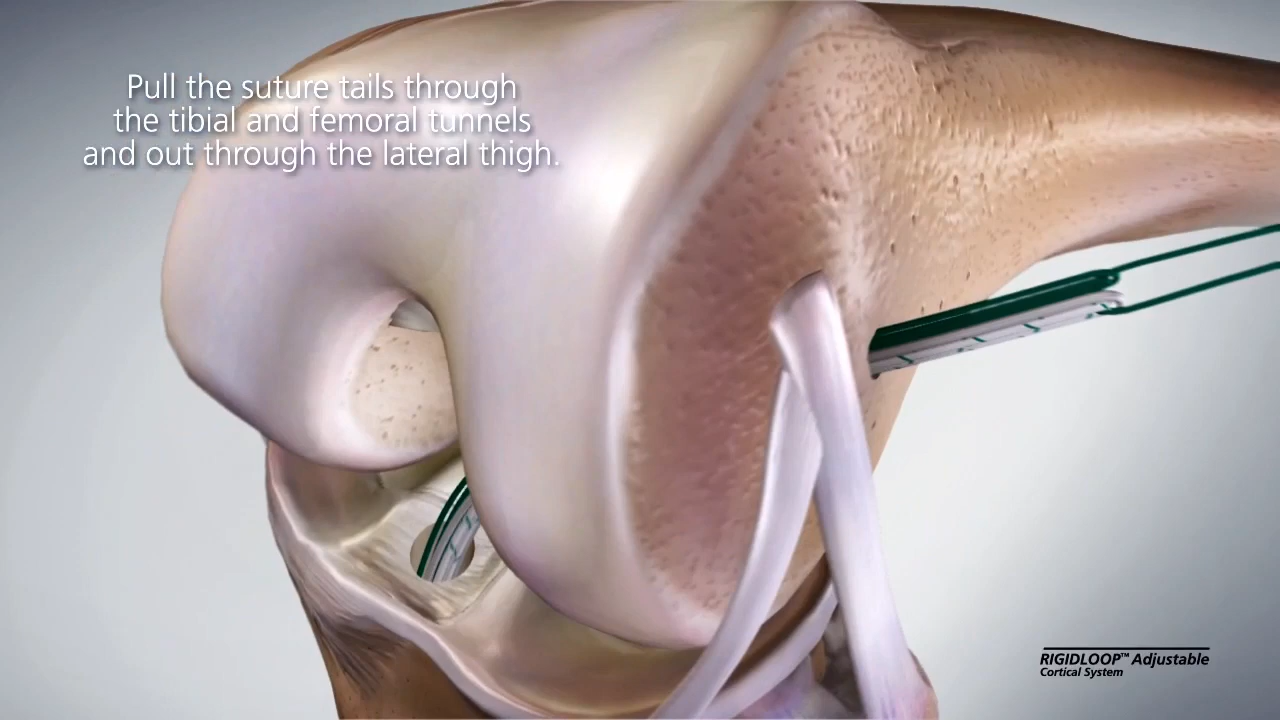 Pull the suture tails through
the tibial and femoral tunnels
and out through the lateral thigh.
RIGIDLOOP™ Adjustable
Cortical System